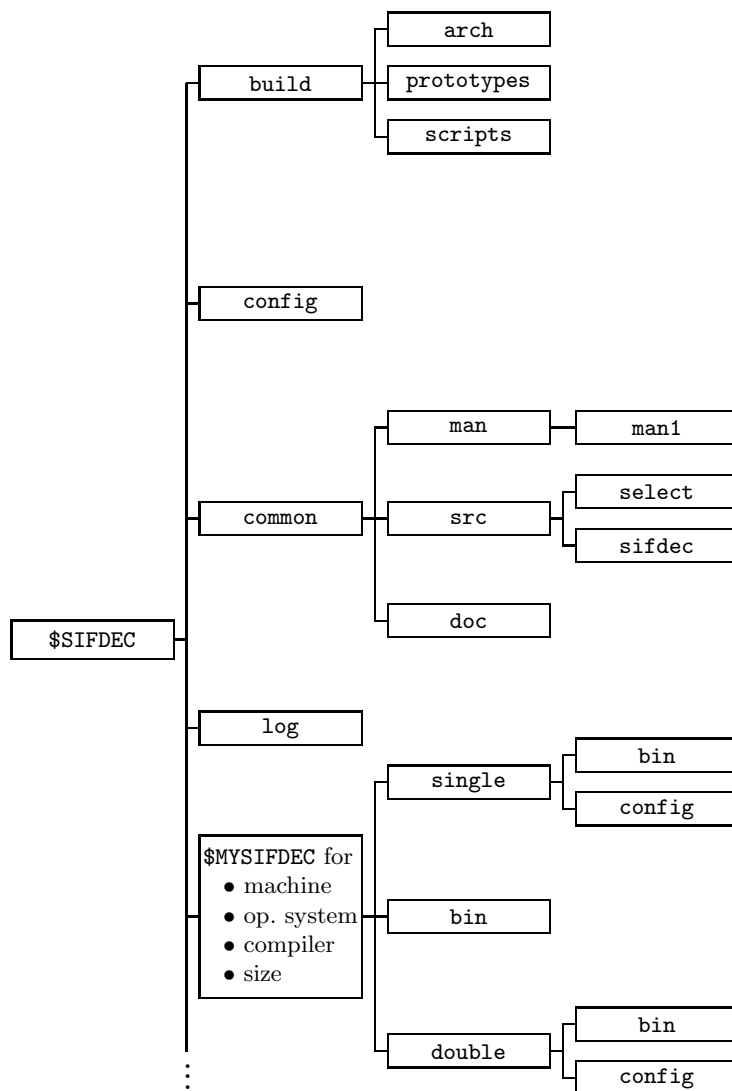 arch
build
prototypes
scripts
config
man
man1
select
common
src
sifdec
doc
$SIFDEC
log
bin
single
config
$MYSIFDEC for
• machine
• op. system
• compiler
• size
bin
bin
double
config
⋮